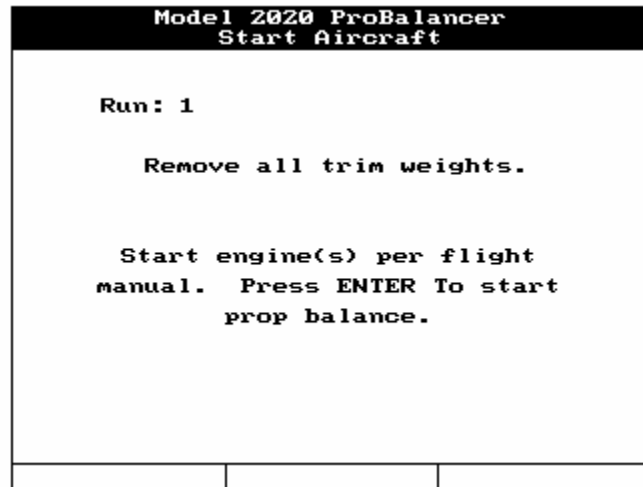 Model 2020 ProBalancer
Start Aircraft
Run: 1
Remove all trim weights.
Start engine(s) per flight
manual. Press ENTER To start
prop balance.